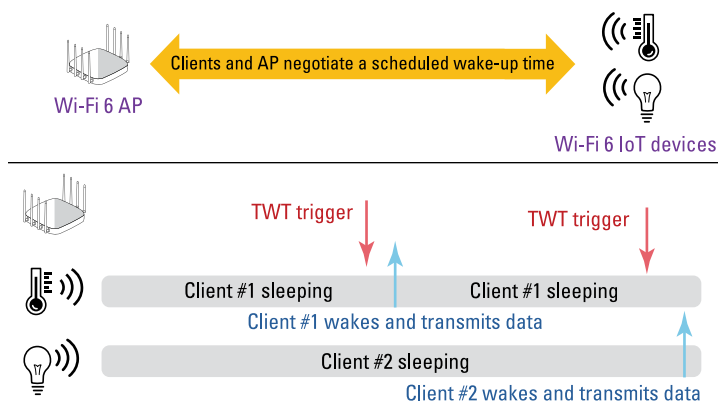 Clients and AP negotiate a scheduled wake-up time
Wi-Fi 6 AP
Wi-Fi 6 IoT devices
TWT trigger
TWT trigger
Client #1 sleeping
Client #1 sleeping
Client #1 wakes and transmits data
Client #2 sleeping
Client #2 wakes and transmits data